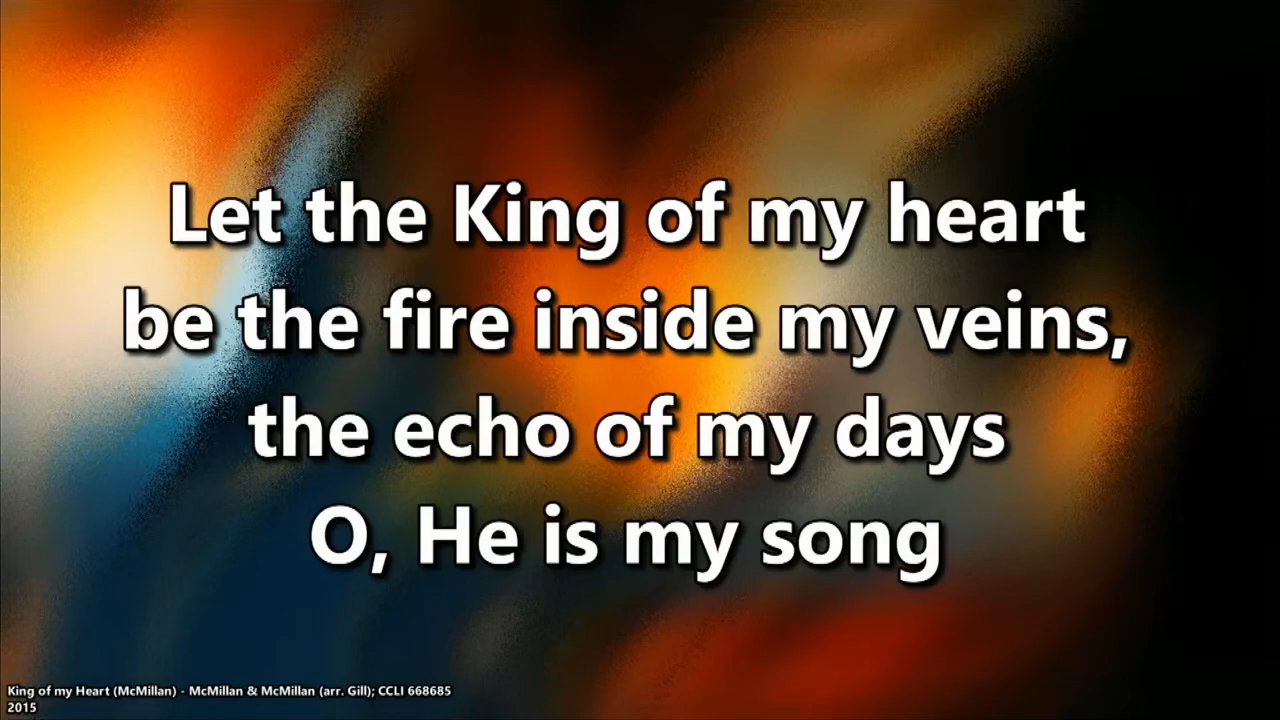 Let the King of my heart
be the fire inside my veins,
the echo of my days
O, He is my song
King of my Heart (McMillan) - McMillan & McMillan (arr. Gill); CCLI 668685
2015